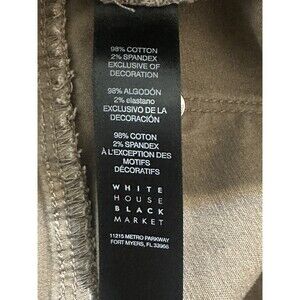 98% COTTON
2% SPANDEX
EXCLUSIVE OF
DECORATION
98% ALGODÓN
2% elastano
EXCLUSIVO DE LA
DECORACIÓN
98% COTON
2% SPANDEX
À L'EXCEPTION DES
MOTIFS
DÉCORATIFS
WHITE
HOUSE
BLACK
MARKET
11215 METRO PARKWAY
FORT MYERS, FL 33966